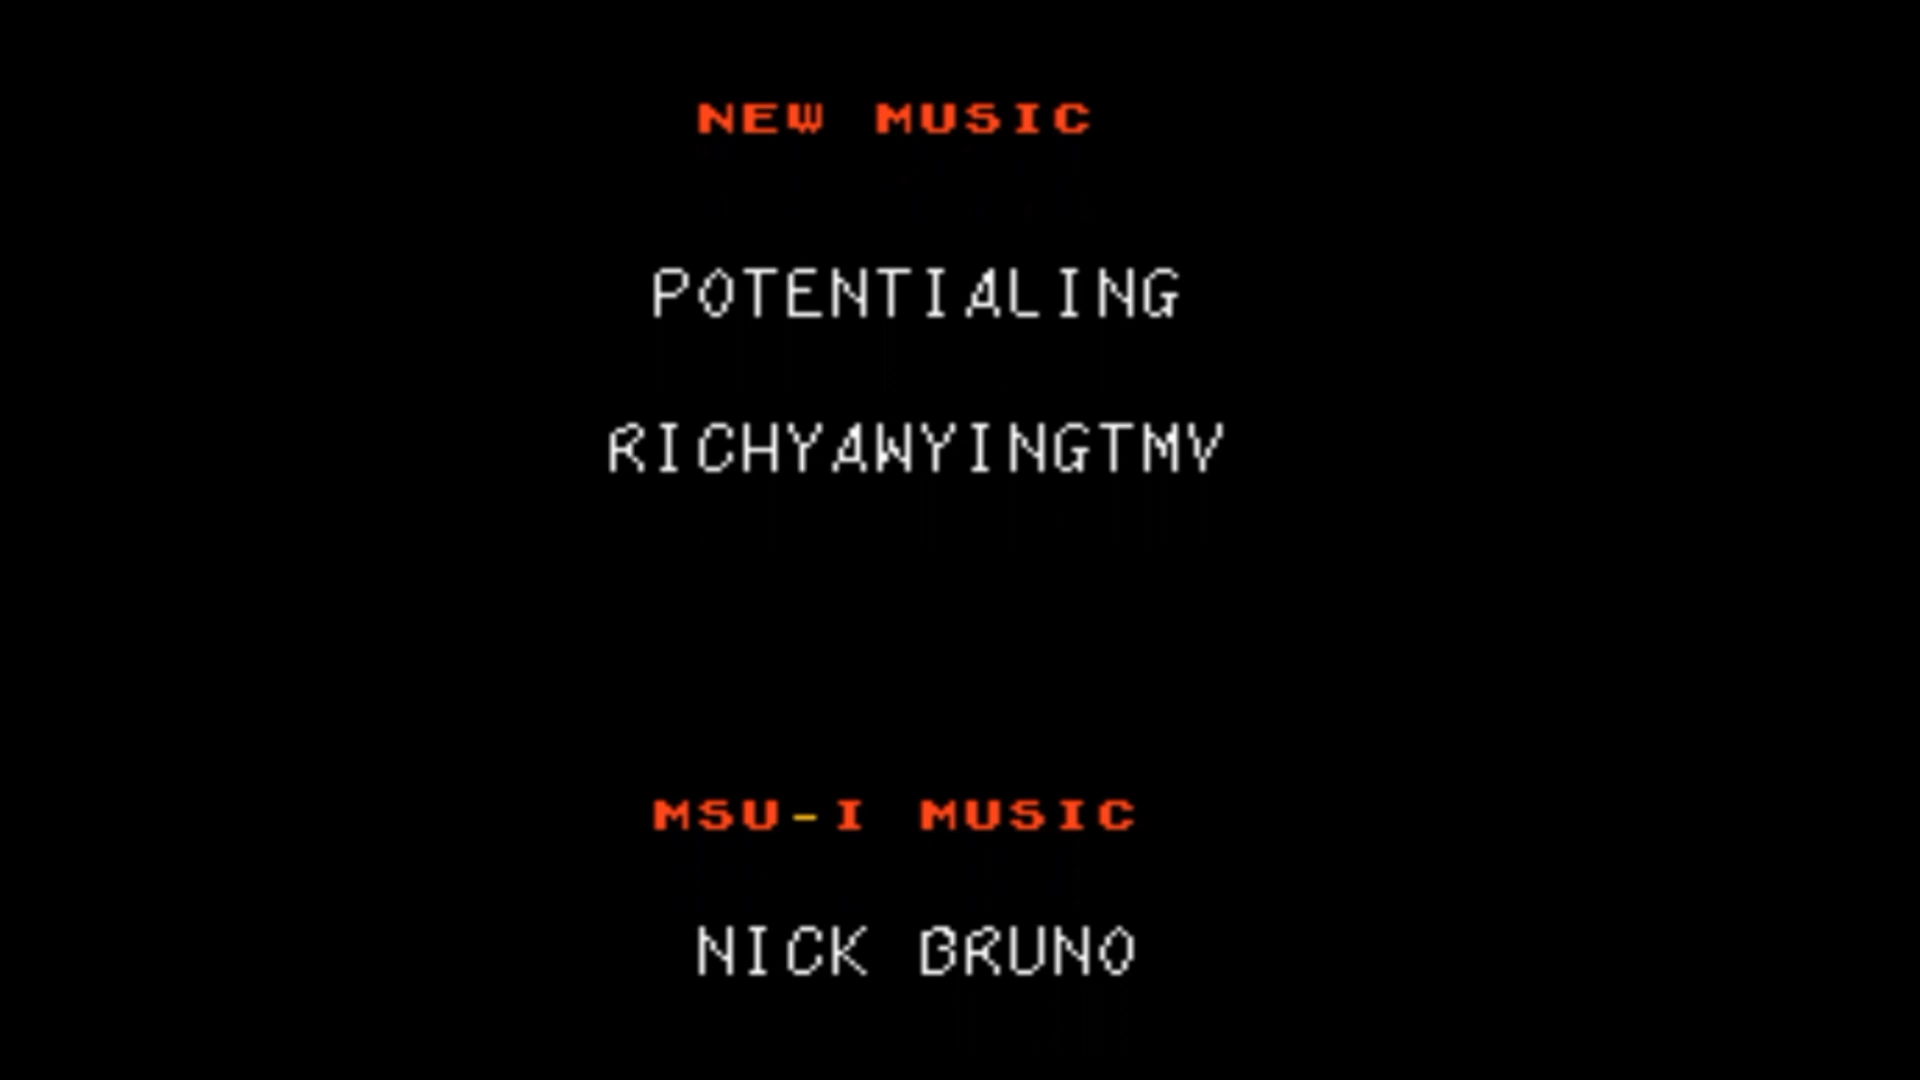 NEW MUSIC
POTENTIALING
RICHYAWYINGTMV
MSU-I MUSIC
NICK BRUNO